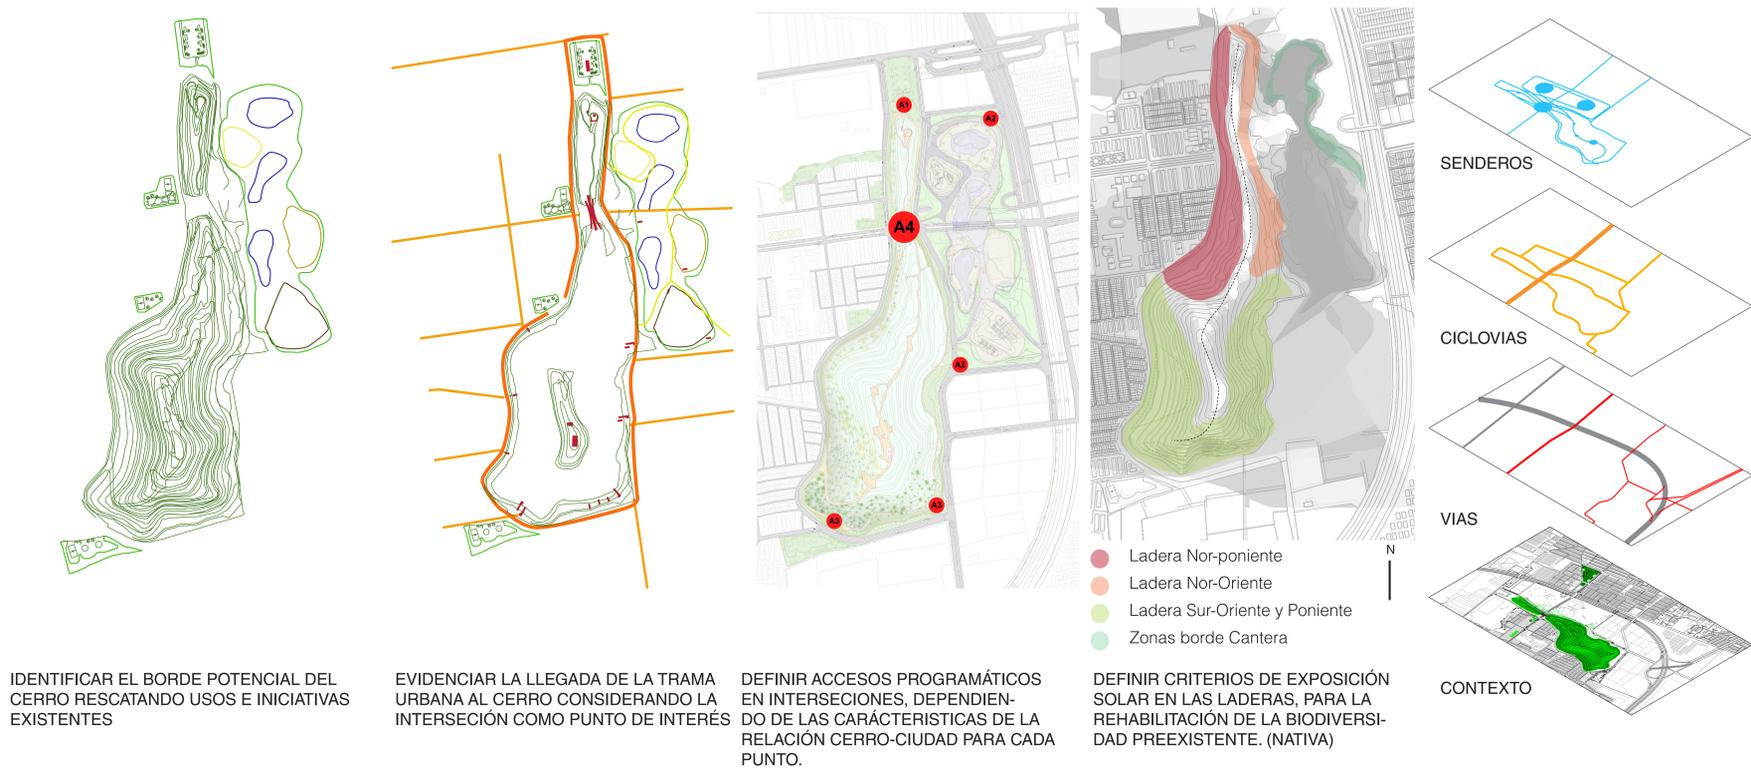 A1
A2
A4
A2
A3
A3
N
Ladera Nor-poniente
Ladera Nor-Oriente
Ladera Sur-Oriente y Poniente
Zonas borde Cantera
SENDEROS
CICLOVIAS
VIAS
CONTEXTO
IDENTIFICAR EL BORDE POTENCIAL DEL
CERRO RESCATANDO USOS E INICIATIVAS
EXISTENTES
EVIDENCIAR LA LLEGADA DE LA TRAMA
URBANA AL CERRO CONSIDERANDO LA
INTERSECIÓN COMO PUNTO DE INTERÉS
DEFINIR ACCESOS PROGRAMÁTICOS
EN INTERSECIONES, DEPENDIEN-
DO DE LAS CARÁCTERISTICAS DE LA
RELACIÓN CERRO-CIUDAD PARA CADA
PUNTO.
DEFINIR CRITERIOS DE EXPOSICIÓN
SOLAR EN LAS LADERAS, PARA LA
REHABILITACIÓN DE LA BIODIVERSI-
DAD PREEXISTENTE. (NATIVA)